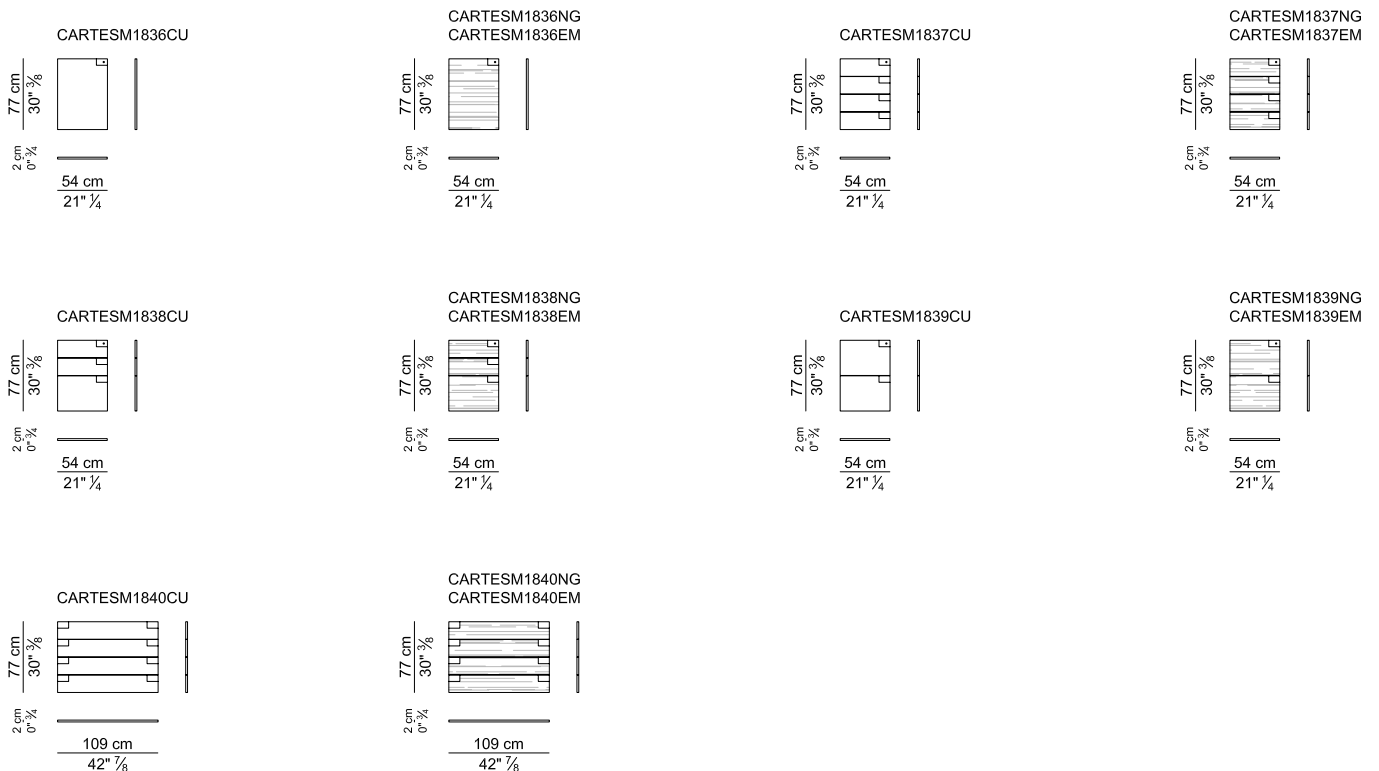 CARTESM1836CU
77 cm
30" 3/8
2 cm
0" 3/4
54 cm
21" 1/4
CARTESM1836NG
CARTESM1836EM
77 cm
30" 3/8
2 cm
0" 3/4
54 cm
21" 1/4
CARTESM1837CU
77 cm
30" 3/8
2 cm
0" 3/4
54 cm
21" 1/4
CARTESM1837NG
CARTESM1837EM
77 cm
30" 3/8
2 cm
0" 3/4
54 cm
21" 1/4
CARTESM1838CU
77 cm
30" 3/8
2 cm
0" 3/4
54 cm
21" 1/4
CARTESM1838NG
CARTESM1838EM
77 cm
30" 3/8
2 cm
0" 3/4
54 cm
21" 1/4
CARTESM1839CU
77 cm
30" 3/8
2 cm
0" 3/4
54 cm
21" 1/4
CARTESM1839NG
CARTESM1839EM
77 cm
30" 3/8
2 cm
0" 3/4
54 cm
21" 1/4
CARTESM1840CU
77 cm
30" 3/8
2 cm
0" 3/4
109 cm
42" 7/8
CARTESM1840NG
CARTESM1840EM
77 cm
30" 3/8
2 cm
0" 3/4
109 cm
42" 7/8